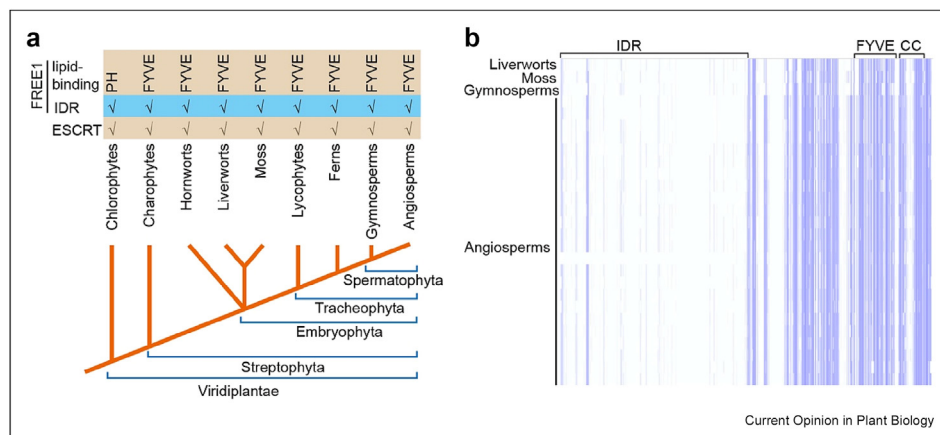 a
FREE1
lipid-
binding
PH
FYVE
FYVE
FYVE
FYVE
FYVE
FYVE
FYVE
FYVE
IDR
√ √ √ √ √ √ √ √ √
ESCRT
√ √ √ √ √ √ √ √ √
Chlorophytes
Charophytes
Hornworts
Liverworts
Moss
Lycophytes
Ferns
Gymnosperms
Angiosperms
Spermatophyta
Tracheophyta
Embryophyta
Streptophyta
Viridiplantae
b
IDR
FYVE CC
Liverworts
Moss
Gymnosperms
Angiosperms
Current Opinion in Plant Biology